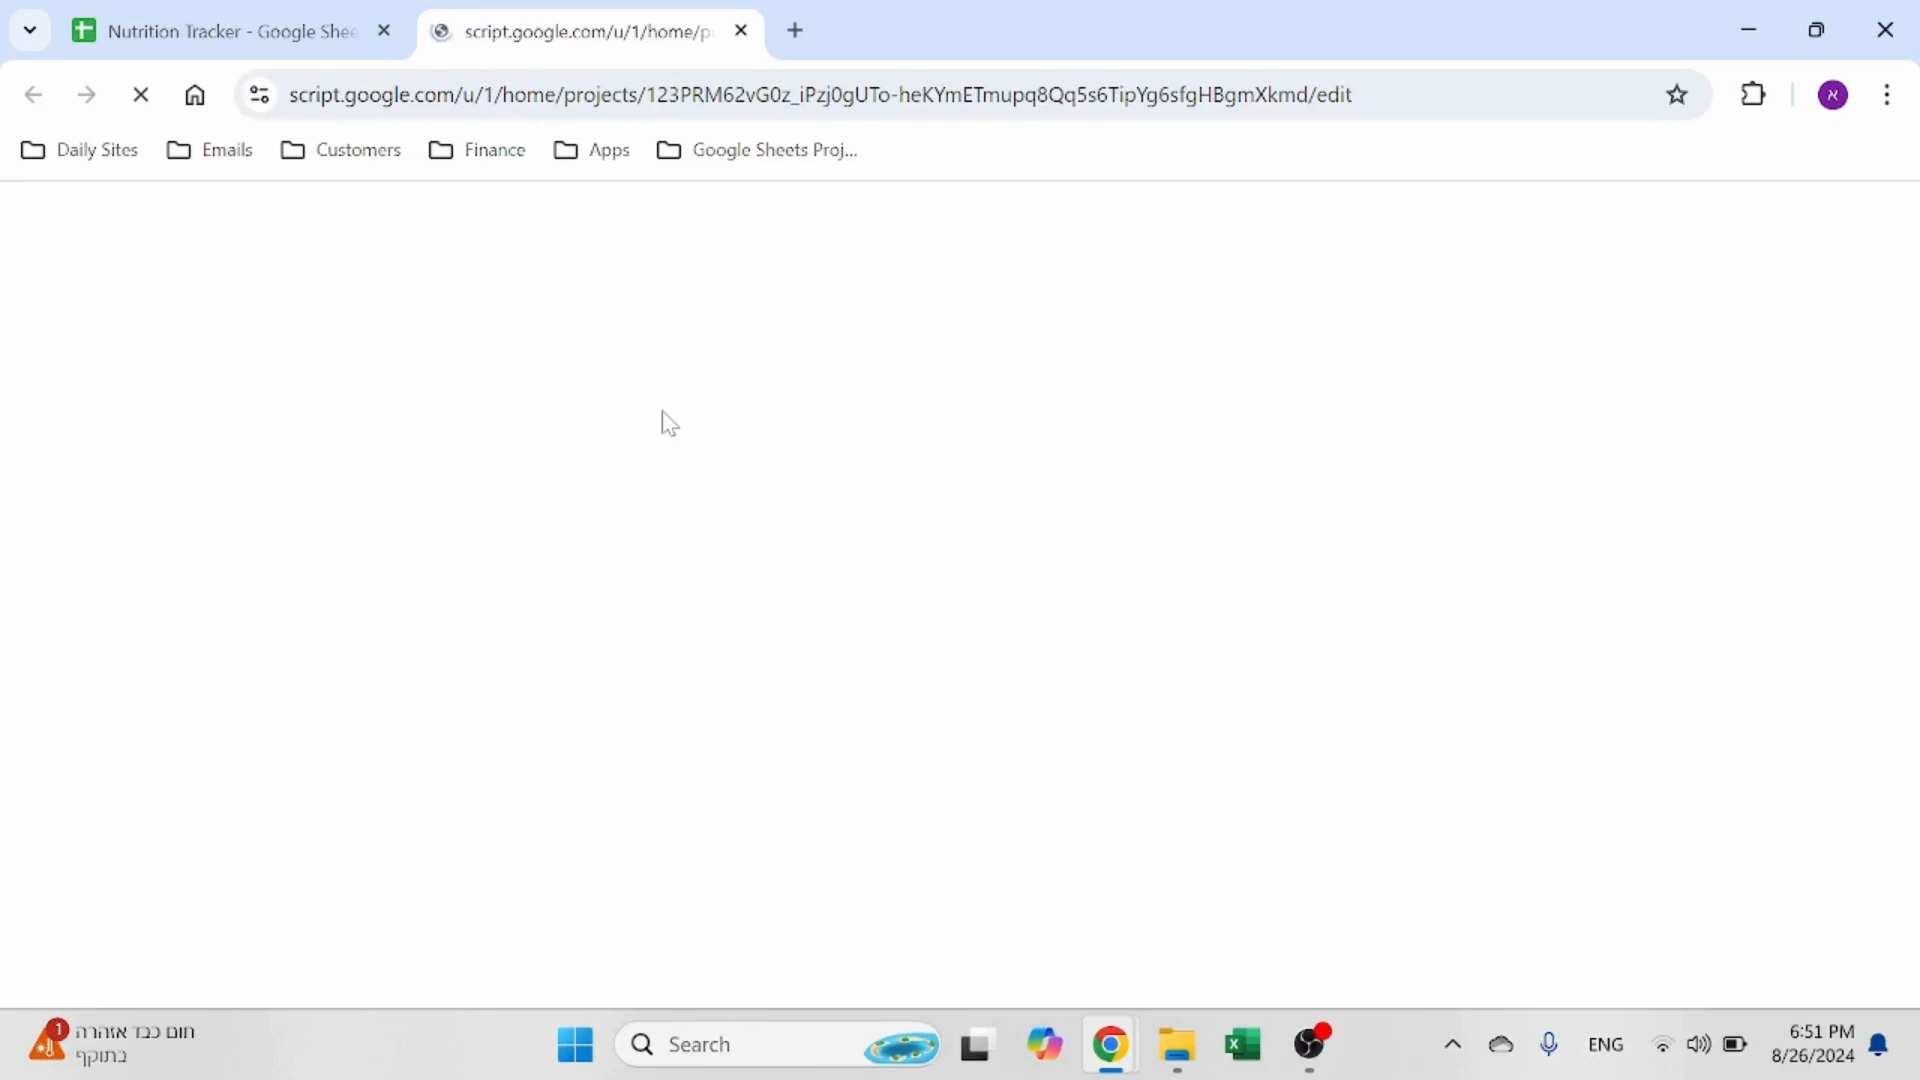 Nutrition Tracker - Google Shee
script.google.com/u/1/home/p
script.google.com/u/1/home/projects/123PRM62vG0z_iPzj0gUTo-heKYmETmupq8Qq5s6TipYg6sfgHBgmXkmd/edit
א
Daily Sites
Emails
Customers
Finance
Apps
Google Sheets Proj...
1
חום כבד אזהרה
בתוקף
Search
ENG
6:51 PM
8/26/2024